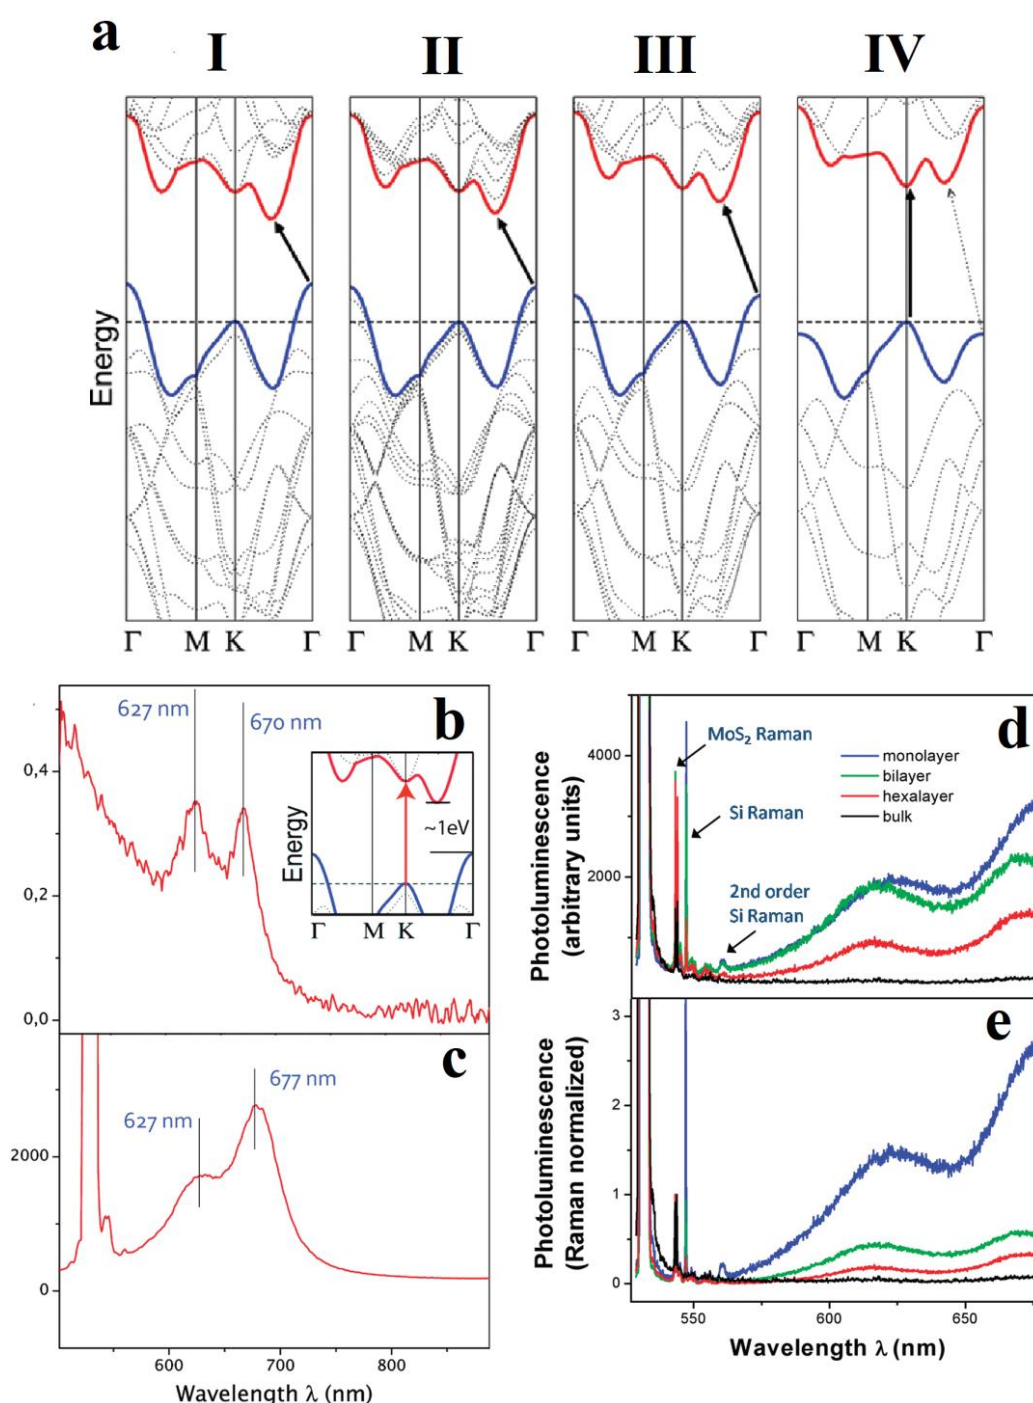 a
I II III IV
Energy
Γ M K Γ Γ M K Γ Γ M K Γ Γ M K Γ
b
627 nm
670 nm
0,4
0,2
0,0
Energy
~1eV
Γ M K Γ
c
627 nm
677 nm
2000
0
600 700 800
Wavelength λ (nm)
d
Photoluminescence
(arbitrary units)
4000
2000
MoS₂ Raman
Si Raman
2nd order
Si Raman
monolayer
bilayer
hexalayer
bulk
e
Photoluminescence
(Raman normalized)
3
2
1
0
550 600 650
Wavelength λ (nm)